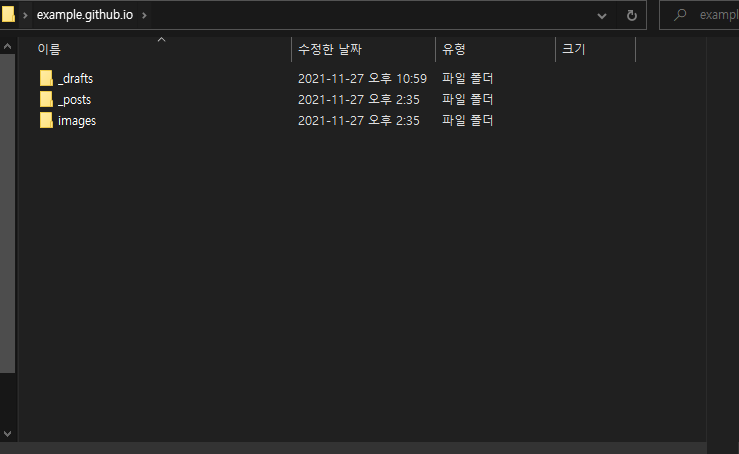 example.github.io
exampl
이름 수정한 날짜 유형 크기
_drafts 2021-11-27 오후 10:59 파일 폴더
_posts 2021-11-27 오후 2:35 파일 폴더
images 2021-11-27 오후 2:35 파일 폴더